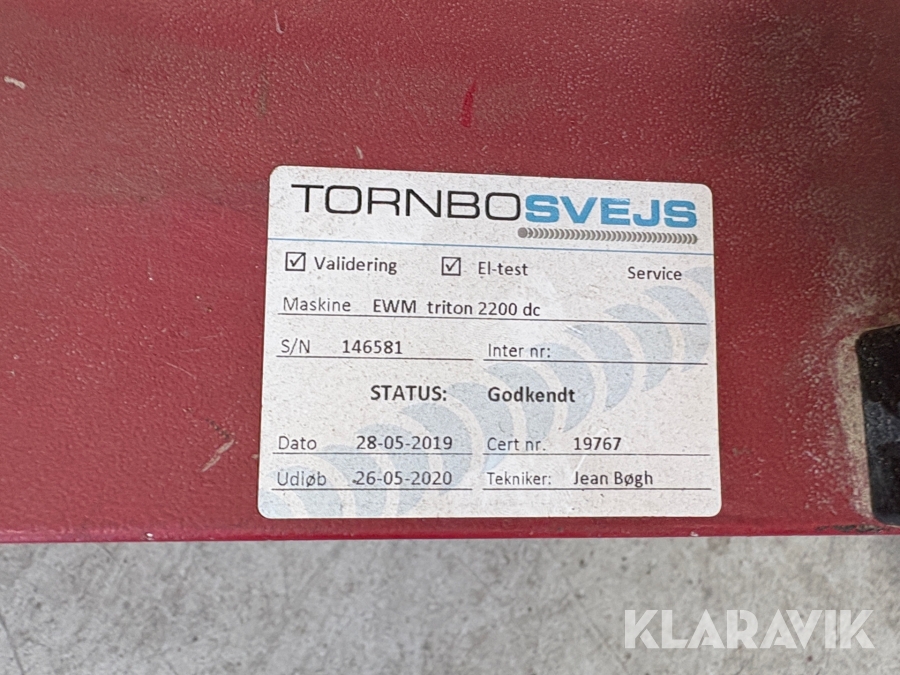 TORNBOSVEJS
☑ Validering ☑ El-test Service
Maskine EWM triton 2200 dc
S/N 146581 Inter nr:
STATUS: Godkendt
Dato 28-05-2019 Cert nr. 19767
Udløb 26-05-2020 Tekniker: Jean Bøgh
KLARAVIK